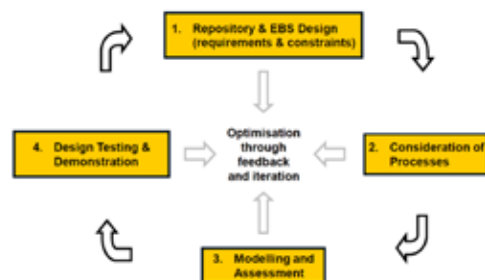 1. Repository & EBS Design
(requirements & constraints)
4. Design Testing &
Demonstration
Optimisation
through
feedback
and iteration
2. Consideration of
Processes
3. Modelling and
Assessment